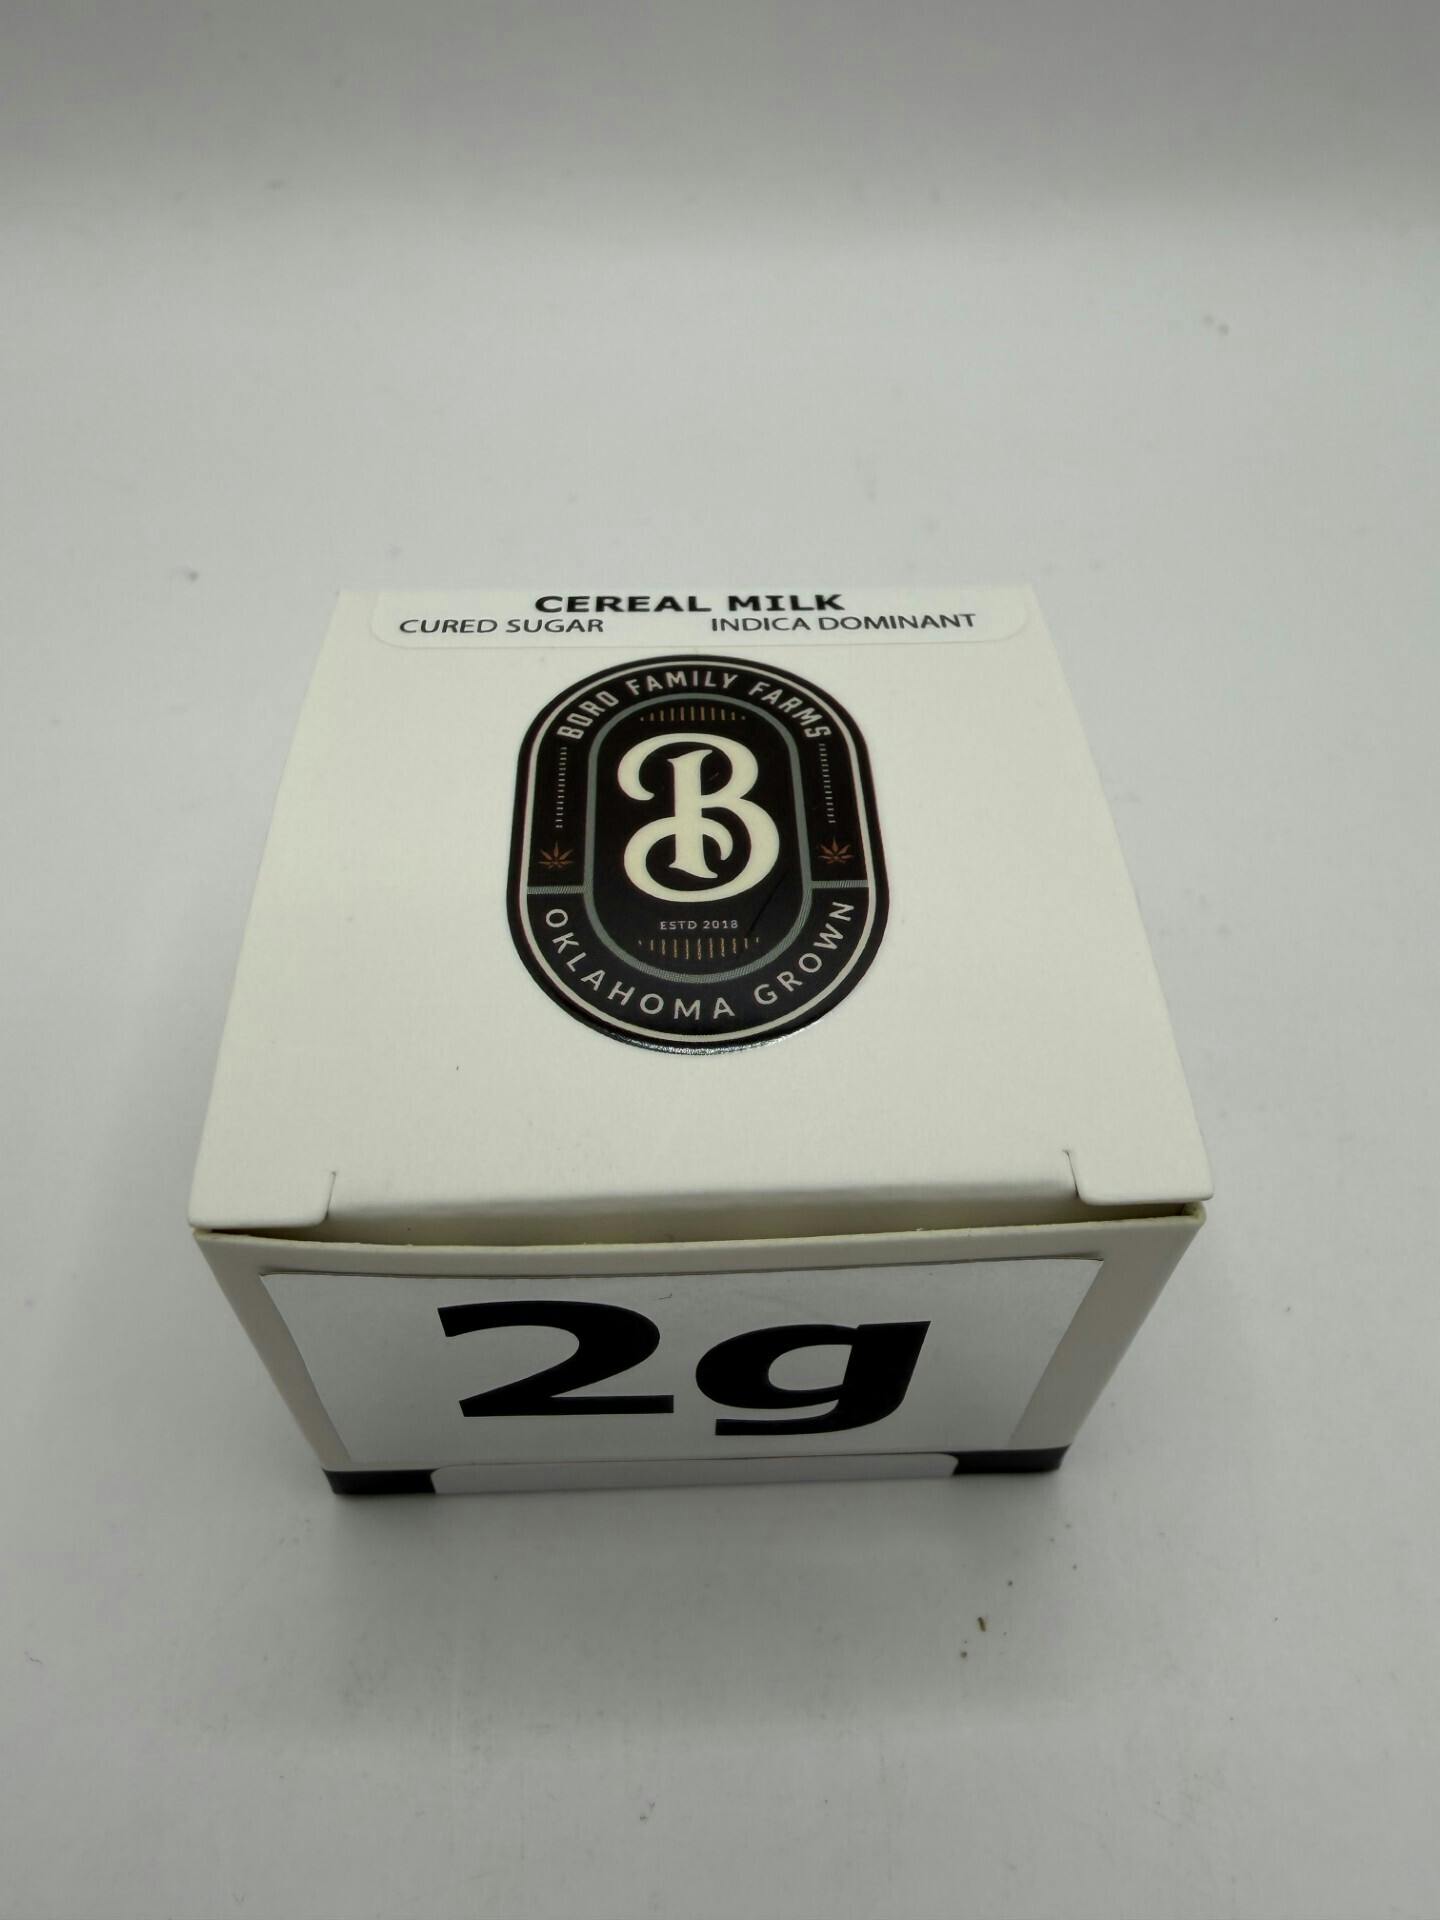 CEREAL MILK
CURED SUGAR INDICA DOMINANT
BORO FAMILY FARMS
B
ESTD 2018
OKLAHOMA GROWN
2g